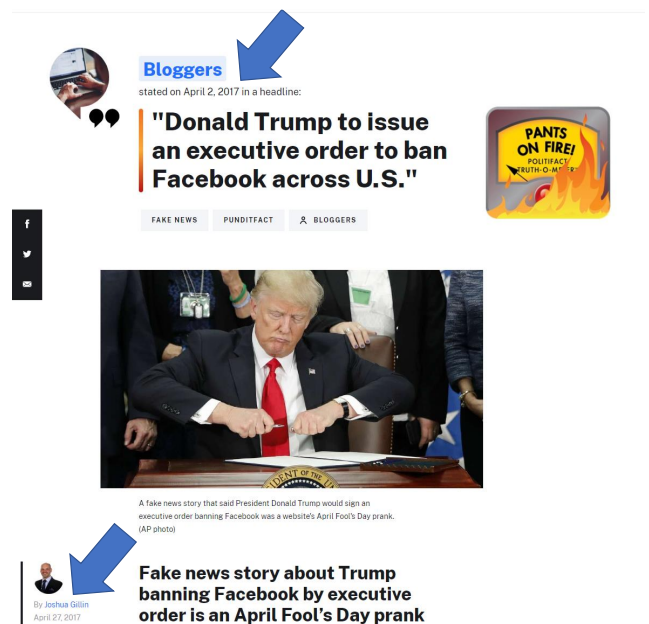 Bloggers
stated on April 2, 2017 in a headline:
"Donald Trump to issue
an executive order to ban
Facebook across U.S."
PANTS
ON FIRE!
POLITIFACT
FAKE NEWS
PUNDITFACT
BLOGGERS
A fake news story that said President Donald Trump would sign an
executive order banning Facebook was a website's April Fool's Day prank.
(AP photo)
By Joshua Gillin
April 27, 2017
Fake news story about Trump
banning Facebook by executive
order is an April Fool's Day prank